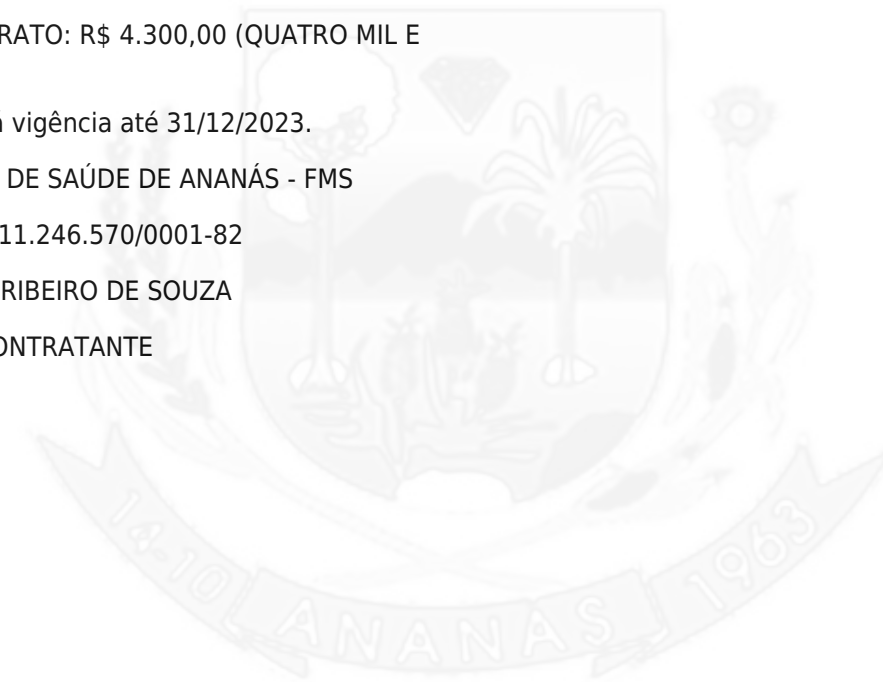 RATO: R$ 4.300,00 (QUATRO MIL E
vigência até 31/12/2023.
DE SAÚDE DE ANANÁS - FMS
11.246.570/0001-82
RIBEIRO DE SOUZA
ONTRATANTE
14-10 ANANAS 1963